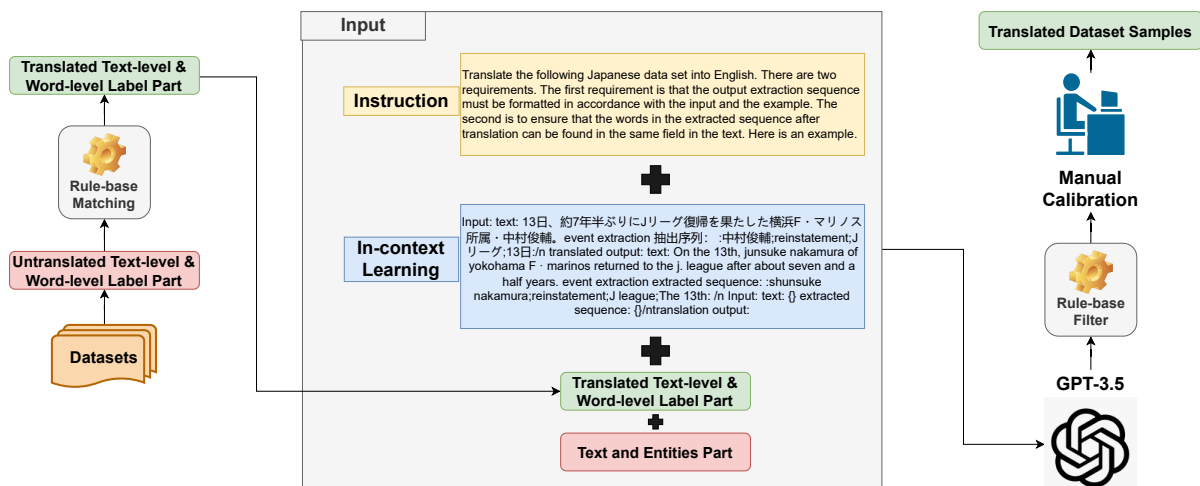 Input
Translated Text-level &
Word-level Label Part
Rule-base
Matching
Untranslated Text-level &
Word-level Label Part
Datasets
Instruction
Translate the following Japanese data set into English. There are two
requirements. The first requirement is that the output extraction sequence
must be formatted in accordance with the input and the example. The
second is to ensure that the words in the extracted sequence after
translation can be found in the same field in the text. Here is an example.
In-context
Learning
Input: text: 13日、約7年半ぶりにJリーグ復帰を果たした横浜F・マリノス
所属・中村俊輔。event extraction 抽出序列： :中村俊輔;reinstatement;J
リーグ;13日:/n translated output: text: On the 13th, junsuke nakamura of
yokohama F · marinos returned to the j. league after about seven and a
half years. event extraction extracted sequence: :shunsuke
nakamura;reinstatement;J league;The 13th: /n Input: text: {} extracted
sequence: {}/ntranslation output:
Translated Text-level &
Word-level Label Part
Text and Entities Part
Translated Dataset Samples
Manual
Calibration
Rule-base
Filter
GPT-3.5